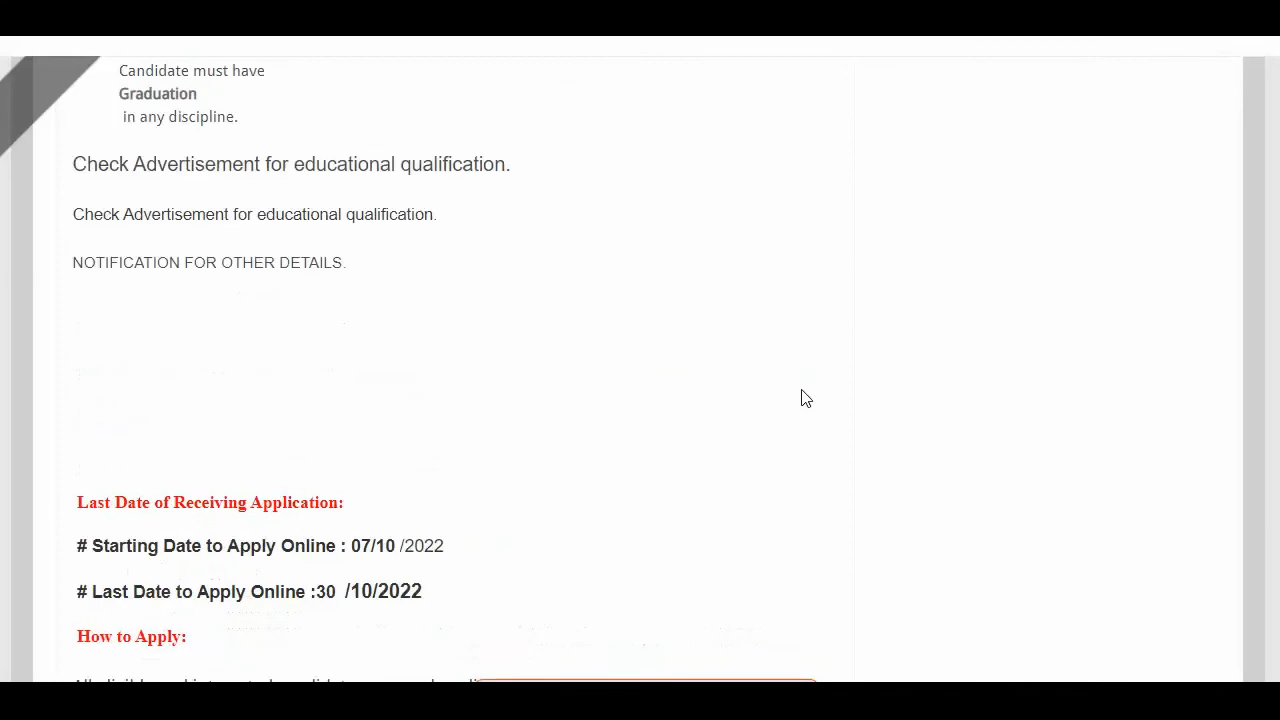 Candidate must have
Graduation
in any discipline.
Check Advertisement for educational qualification.
Check Advertisement for educational qualification.
NOTIFICATION FOR OTHER DETAILS.
Last Date of Receiving Application:
# Starting Date to Apply Online : 07/10 /2022
# Last Date to Apply Online :30 /10/2022
How to Apply: